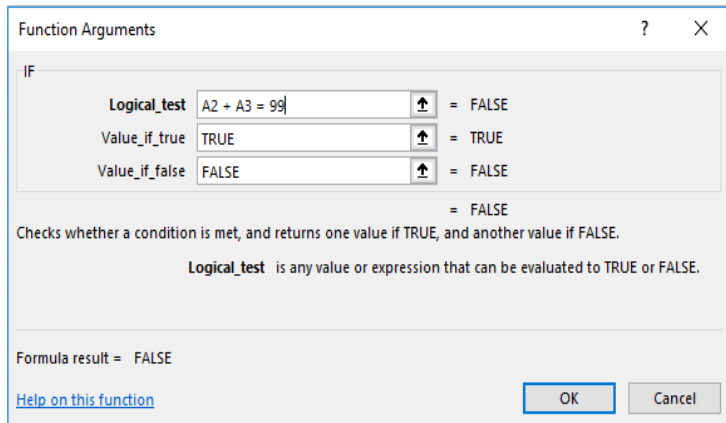 Function Arguments ? X
IF
Logical_test A2 + A3 = 99 = FALSE
Value_if_true TRUE = TRUE
Value_if_false FALSE = FALSE
= FALSE
Checks whether a condition is met, and returns one value if TRUE, and another value if FALSE.
Logical_test is any value or expression that can be evaluated to TRUE or FALSE.
Formula result = FALSE
Help on this function OK Cancel